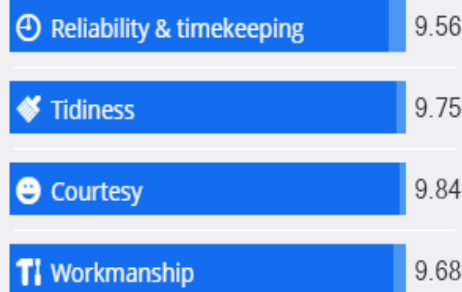 Reliability & timekeeping 9.56
Tidiness 9.75
Courtesy 9.84
Workmanship 9.68